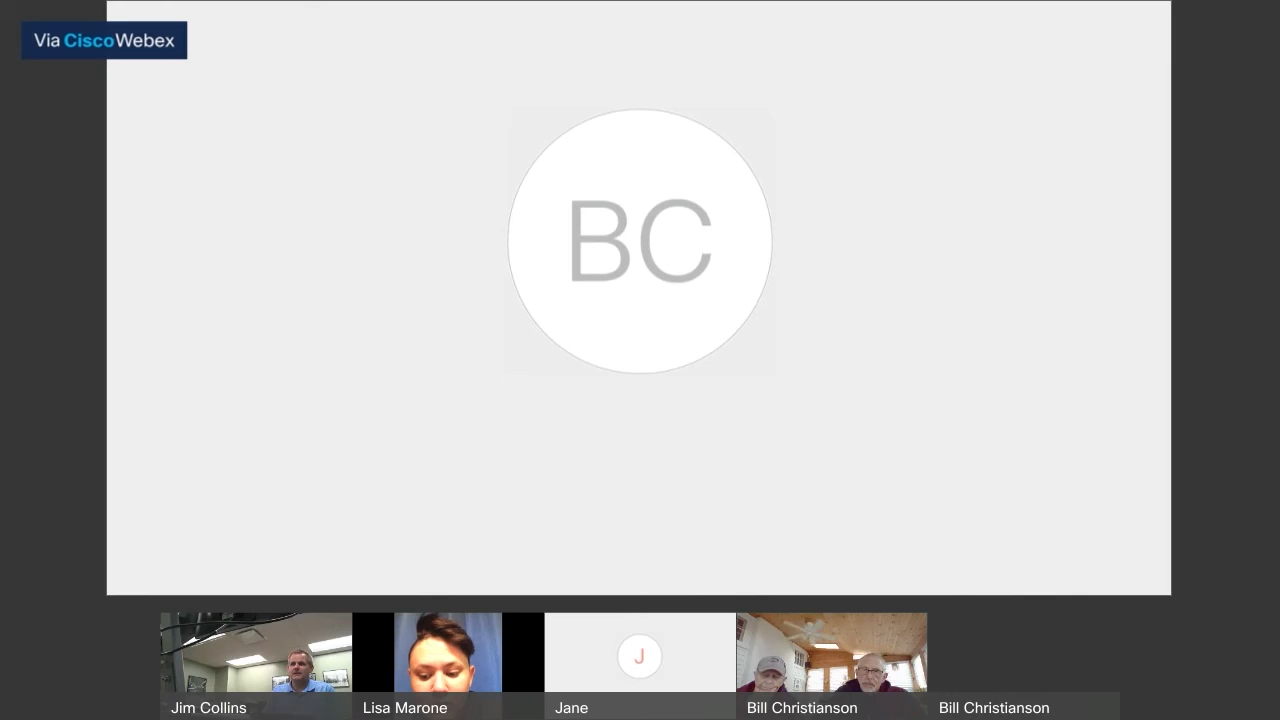 Via CiscoWebex
BC
J
Jim Collins
Lisa Marone
Jane
Bill Christianson
Bill Christianson